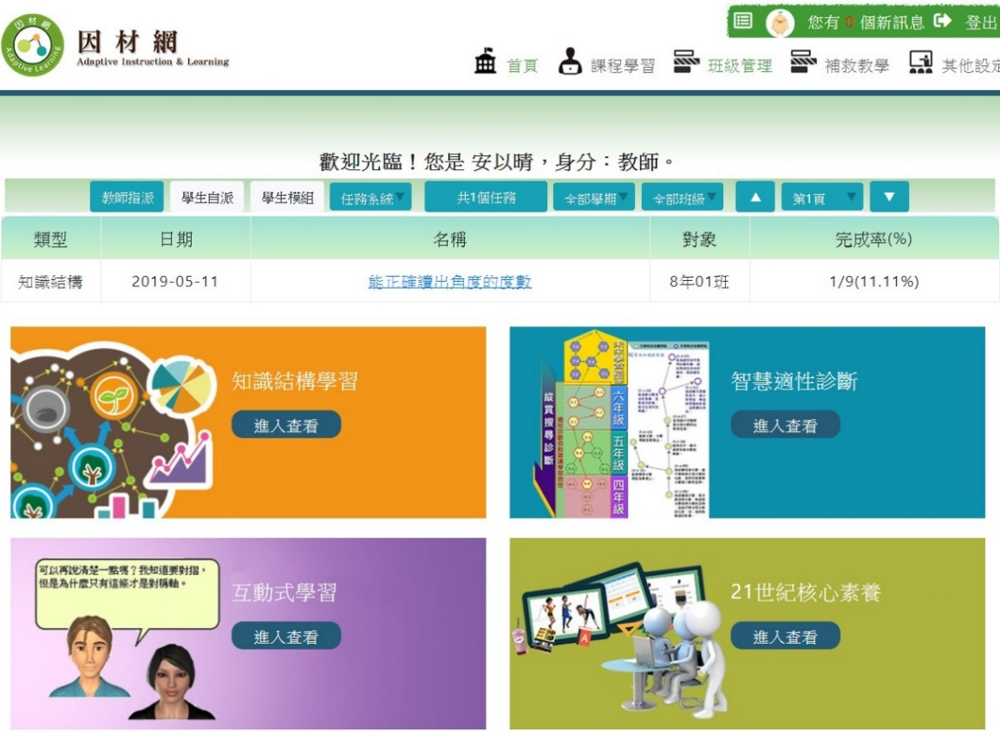 因材網
Adaptive Instruction & Learning
Adaptive Learning
您有 0 個新訊息 登出
首頁 課程學習 班級管理 補救教學 其他設定
歡迎光臨！您是 安以晴，身分：教師。
教師指派 學生自派 學生模組 任務系統 共1個任務 全部學期 全部班級 第1頁
類型 日期 名稱 對象 完成率(%)
知識結構 2019-05-11 能正確讀出角度的度數 8年01班 1/9(11.11%)
知識結構學習
進入查看
智慧適性診斷
進入查看
縱貫搜尋診斷
六年級
五年級
四年級
可以再說清楚一點嗎？我知道要對摺，
但是為什麼只有這條才是對稱軸。
互動式學習
進入查看
21世紀核心素養
進入查看